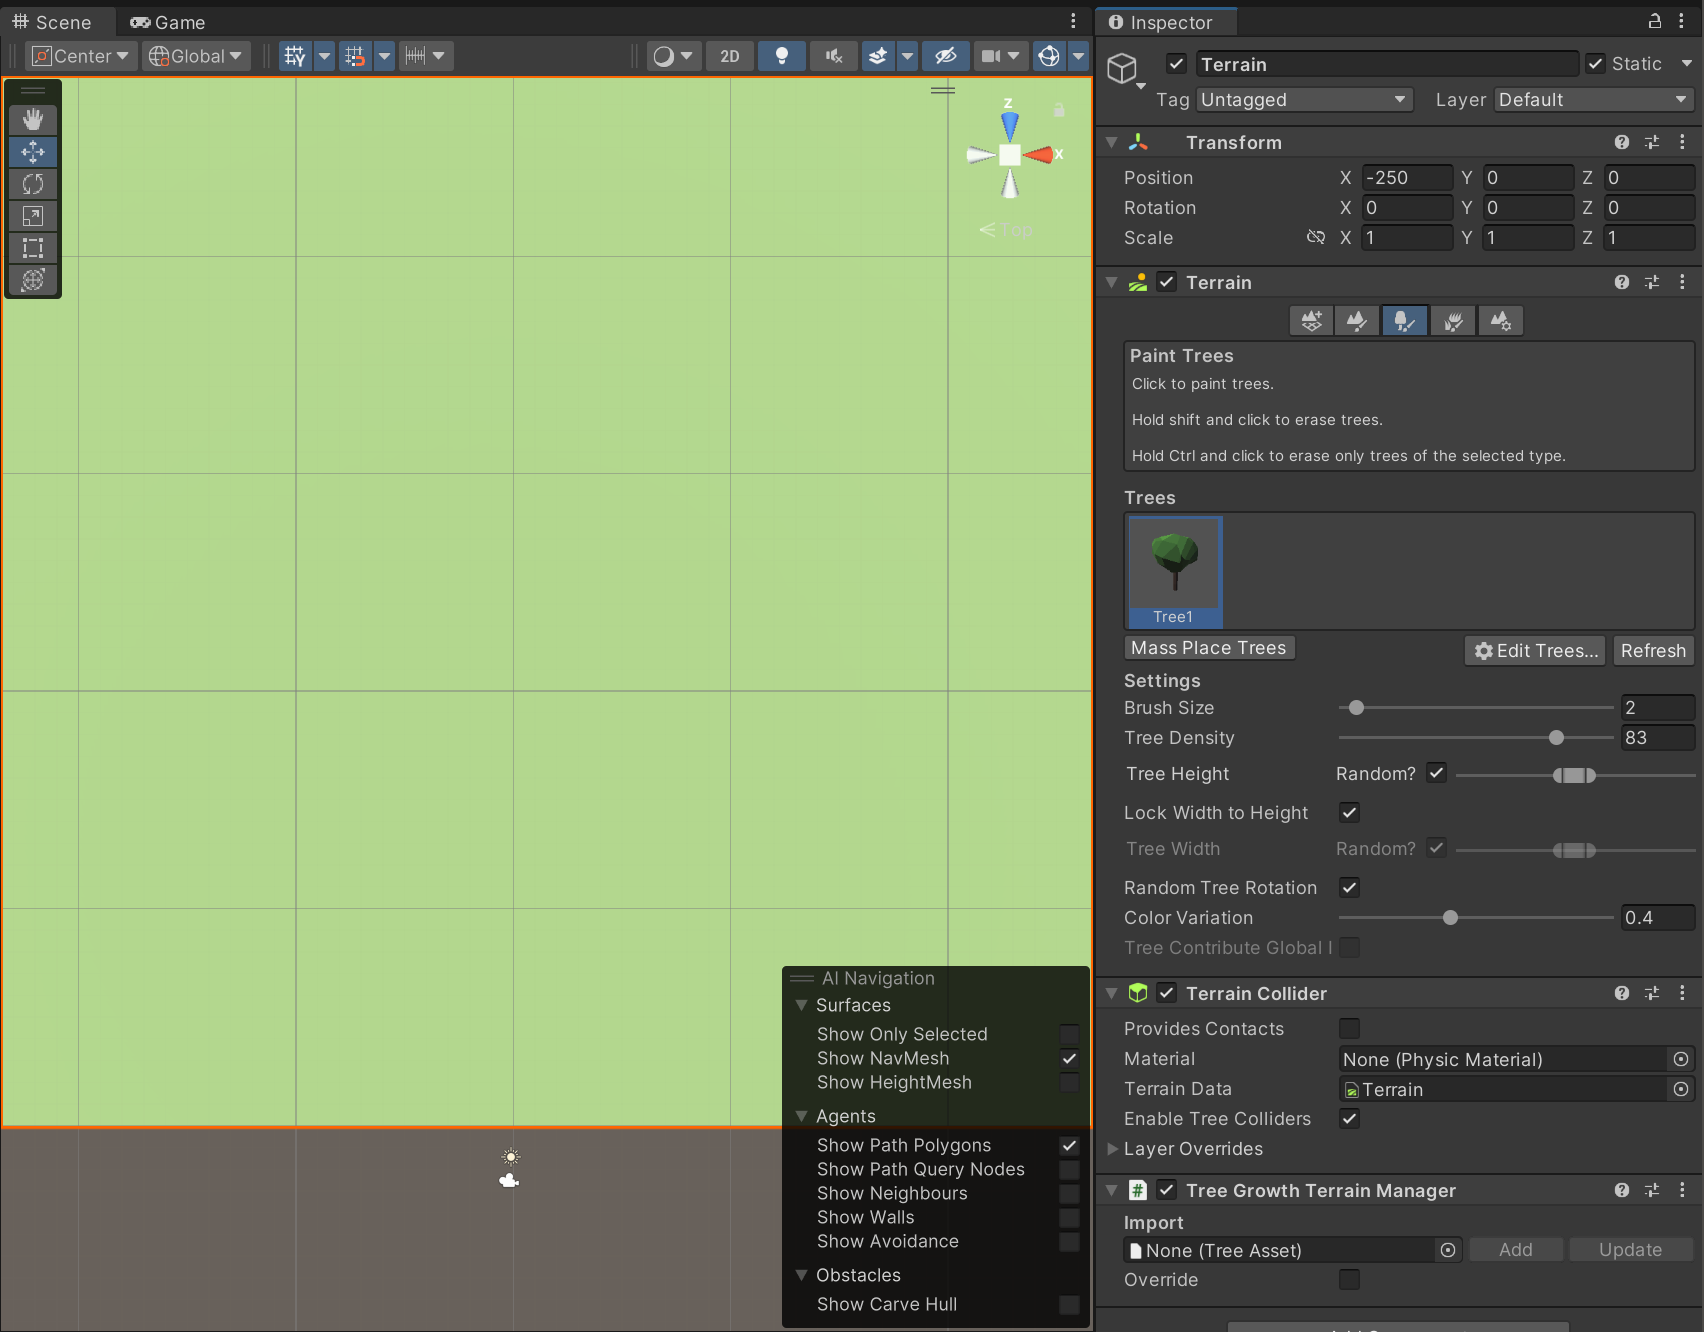 Scene
Game
Center
Global
2D
z
x
Top
AI Navigation
Surfaces
Show Only Selected
Show NavMesh
Show HeightMesh
Agents
Show Path Polygons
Show Path Query Nodes
Show Neighbours
Show Walls
Show Avoidance
Obstacles
Show Carve Hull
Inspector
Terrain
Static
Tag Untagged Layer Default
Transform
Position X -250 Y 0 Z 0
Rotation X 0 Y 0 Z 0
Scale X 1 Y 1 Z 1
Terrain
Paint Trees
Click to paint trees.
Hold shift and click to erase trees.
Hold Ctrl and click to erase only trees of the selected type.
Trees
Tree1
Mass Place Trees
Edit Trees...
Refresh
Settings
Brush Size 2
Tree Density 83
Tree Height Random?
Lock Width to Height
Tree Width Random?
Random Tree Rotation
Color Variation 0.4
Tree Contribute Global I
Terrain Collider
Provides Contacts
Material None (Physic Material)
Terrain Data Terrain
Enable Tree Colliders
Layer Overrides
# Tree Growth Terrain Manager
Import
None (Tree Asset) Add Update
Override